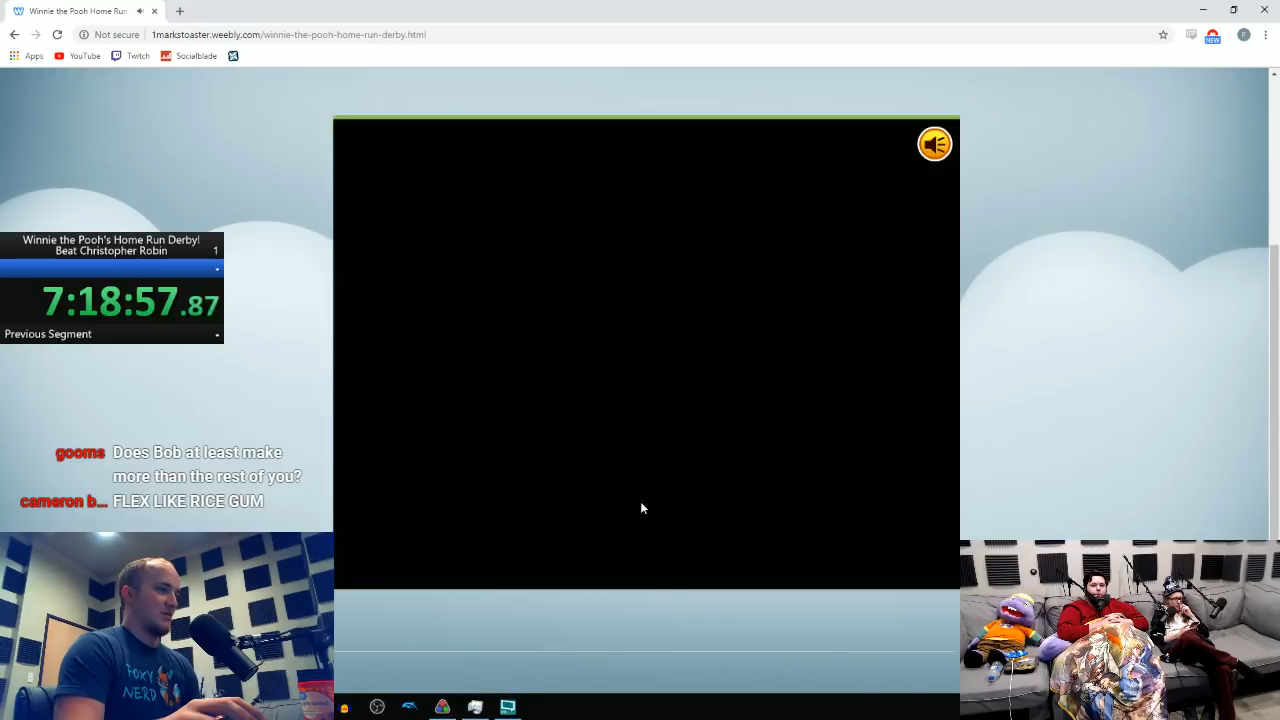 Winnie the Pooh Home Run
Not secure
1markstoaster.weebly.com/winnie-the-pooh-home-run-derby.html
NEW
F
Apps
YouTube
Twitch
Socialblade
Winnie the Pooh's Home Run Derby!
Beat Christopher Robin 1
-
7:18:57.87
Previous Segment -
gooms Does Bob at least make
more than the rest of you?
cameron b... FLEX LIKE RICE GUM
FOXY
NERD